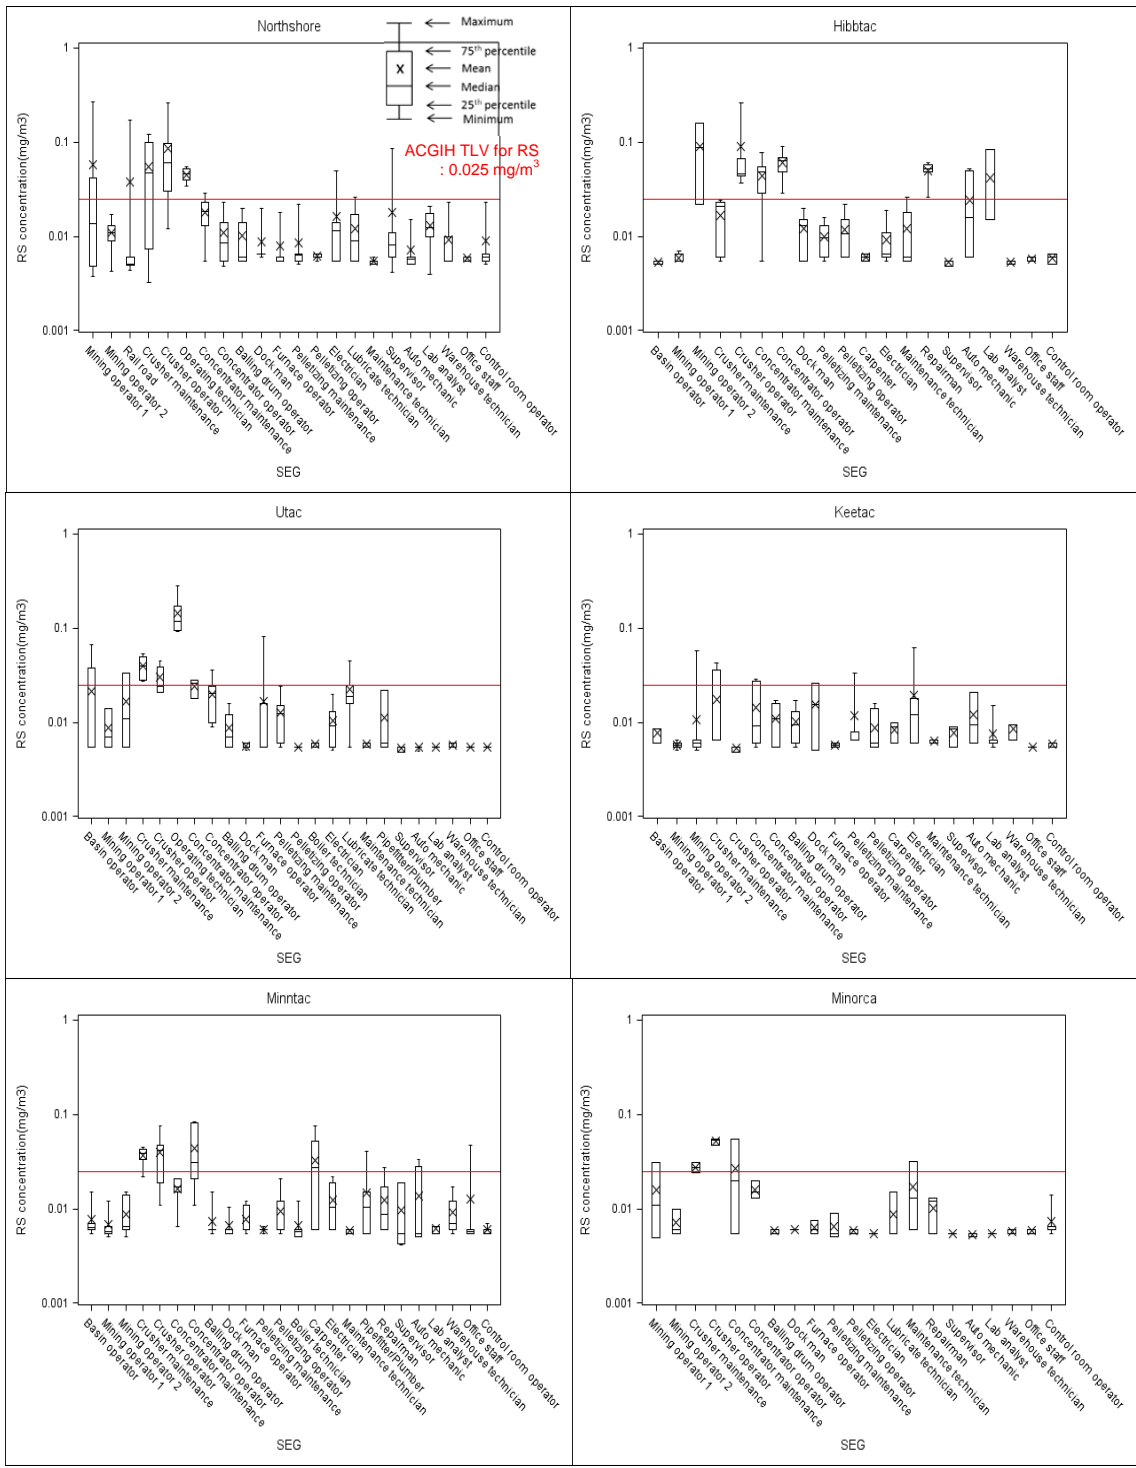 Northshore
Maximum
75th percentile
Mean
Median
25th percentile
Minimum
ACGIH TLV for RS
: 0.025 mg/m3
RS concentration(mg/m3)
1
0.1
0.01
0.001
Mining operator 1
Mining operator 2
Rail road
Crusher maintenance
Crusher operator
Operating technician
Concentrator maintenance
Concentrator operator
Balling drum operator
Dock man
Furnace operator
Pelletizing maintenance
Pelletizing operator
Electrician
Lubricate technician
Maintenance technician
Supervisor
Auto mechanic
Lab analyst
Warehouse technician
Office staff
Control room operator
SEG
Hibbtac
RS concentration(mg/m3)
1
0.1
0.01
0.001
Basin operator
Mining operator 1
Mining operator 2
Crusher maintenance
Crusher operator
Concentrator maintenance
Concentrator operator
Dock man
Pelletizing maintenance
Pelletizing operator
Carpenter
Electrician
Maintenance technician
Repairman
Supervisor
Auto mechanic
Lab analyst
Warehouse technician
Office staff
Control room operator
SEG
Utac
RS concentration(mg/m3)
1
0.1
0.01
0.001
Basin operator
Mining operator 1
Mining operator 2
Crusher maintenance
Crusher operator
Operating technician
Concentrator maintenance
Concentrator operator
Balling drum operator
Dock man
Furnace operator
Pelletizing maintenance
Pelletizing operator
Boiler technician
Electrician
Lubricate technician
Maintenance technician
Pipefitter/Plumber
Supervisor
Auto mechanic
Lab analyst
Warehouse technician
Office staff
Control room operator
SEG
Keetac
RS concentration(mg/m3)
1
0.1
0.01
0.001
Basin operator
Mining operator 1
Mining operator 2
Crusher maintenance
Crusher operator
Concentrator maintenance
Concentrator operator
Balling drum operator
Dock man
Furnace operator
Pelletizing maintenance
Pelletizing operator
Carpenter
Electrician
Maintenance technician
Supervisor
Auto mechanic
Lab analyst
Warehouse technician
Office staff
Control room operator
SEG
Minntac
RS concentration(mg/m3)
1
0.1
0.01
0.001
Basin operator
Mining operator 1
Mining operator 2
Crusher maintenance
Crusher operator
Concentrator maintenance
Concentrator operator
Balling drum operator
Dock man
Furnace operator
Pelletizing maintenance
Pelletizing operator
Boiler technician
Carpenter
Electrician
Maintenance technician
Pipefitter/Plumber
Repairman
Supervisor
Auto mechanic
Lab analyst
Warehouse technician
Office staff
Control room operator
SEG
Minorca
RS concentration(mg/m3)
1
0.1
0.01
0.001
Mining operator 1
Mining operator 2
Crusher maintenance
Crusher operator
Concentrator maintenance
Concentrator operator
Balling drum operator
Dock man
Furnace operator
Pelletizing maintenance
Pelletizing operator
Electrician
Lubricate technician
Maintenance technician
Repairman
Supervisor
Auto mechanic
Lab analyst
Warehouse technician
Office staff
Control room operator
SEG